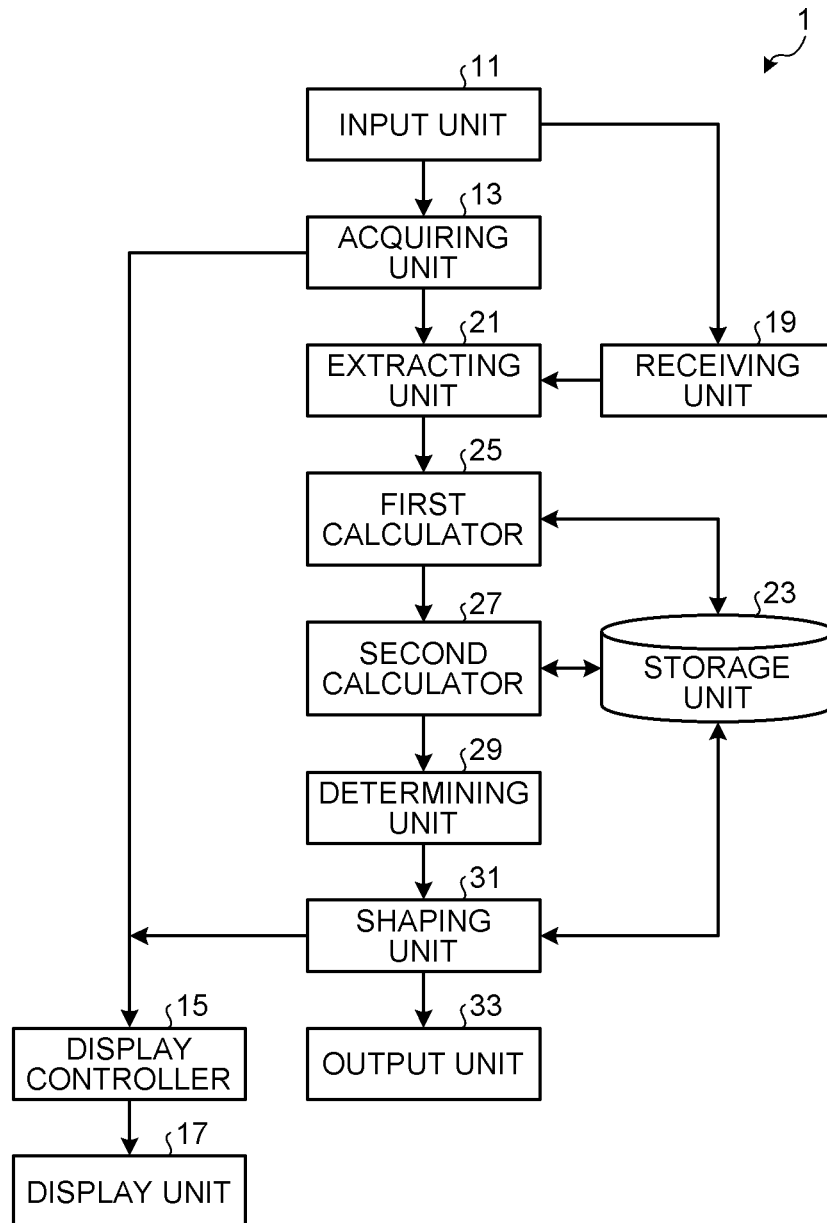 1
11
INPUT UNIT
13
ACQUIRING
UNIT
21
EXTRACTING
UNIT
19
RECEIVING
UNIT
25
FIRST
CALCULATOR
27
SECOND
CALCULATOR
23
STORAGE
UNIT
29
DETERMINING
UNIT
31
SHAPING
UNIT
15
DISPLAY
CONTROLLER
33
OUTPUT UNIT
17
DISPLAY UNIT